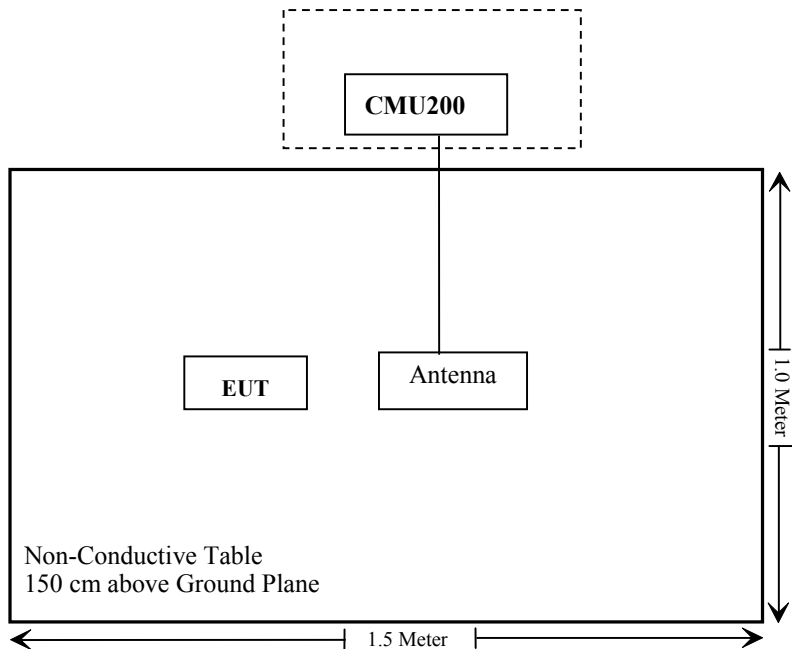 CMU200
EUT
Antenna
1.0 Meter
Non-Conductive Table
150 cm above Ground Plane
1.5 Meter